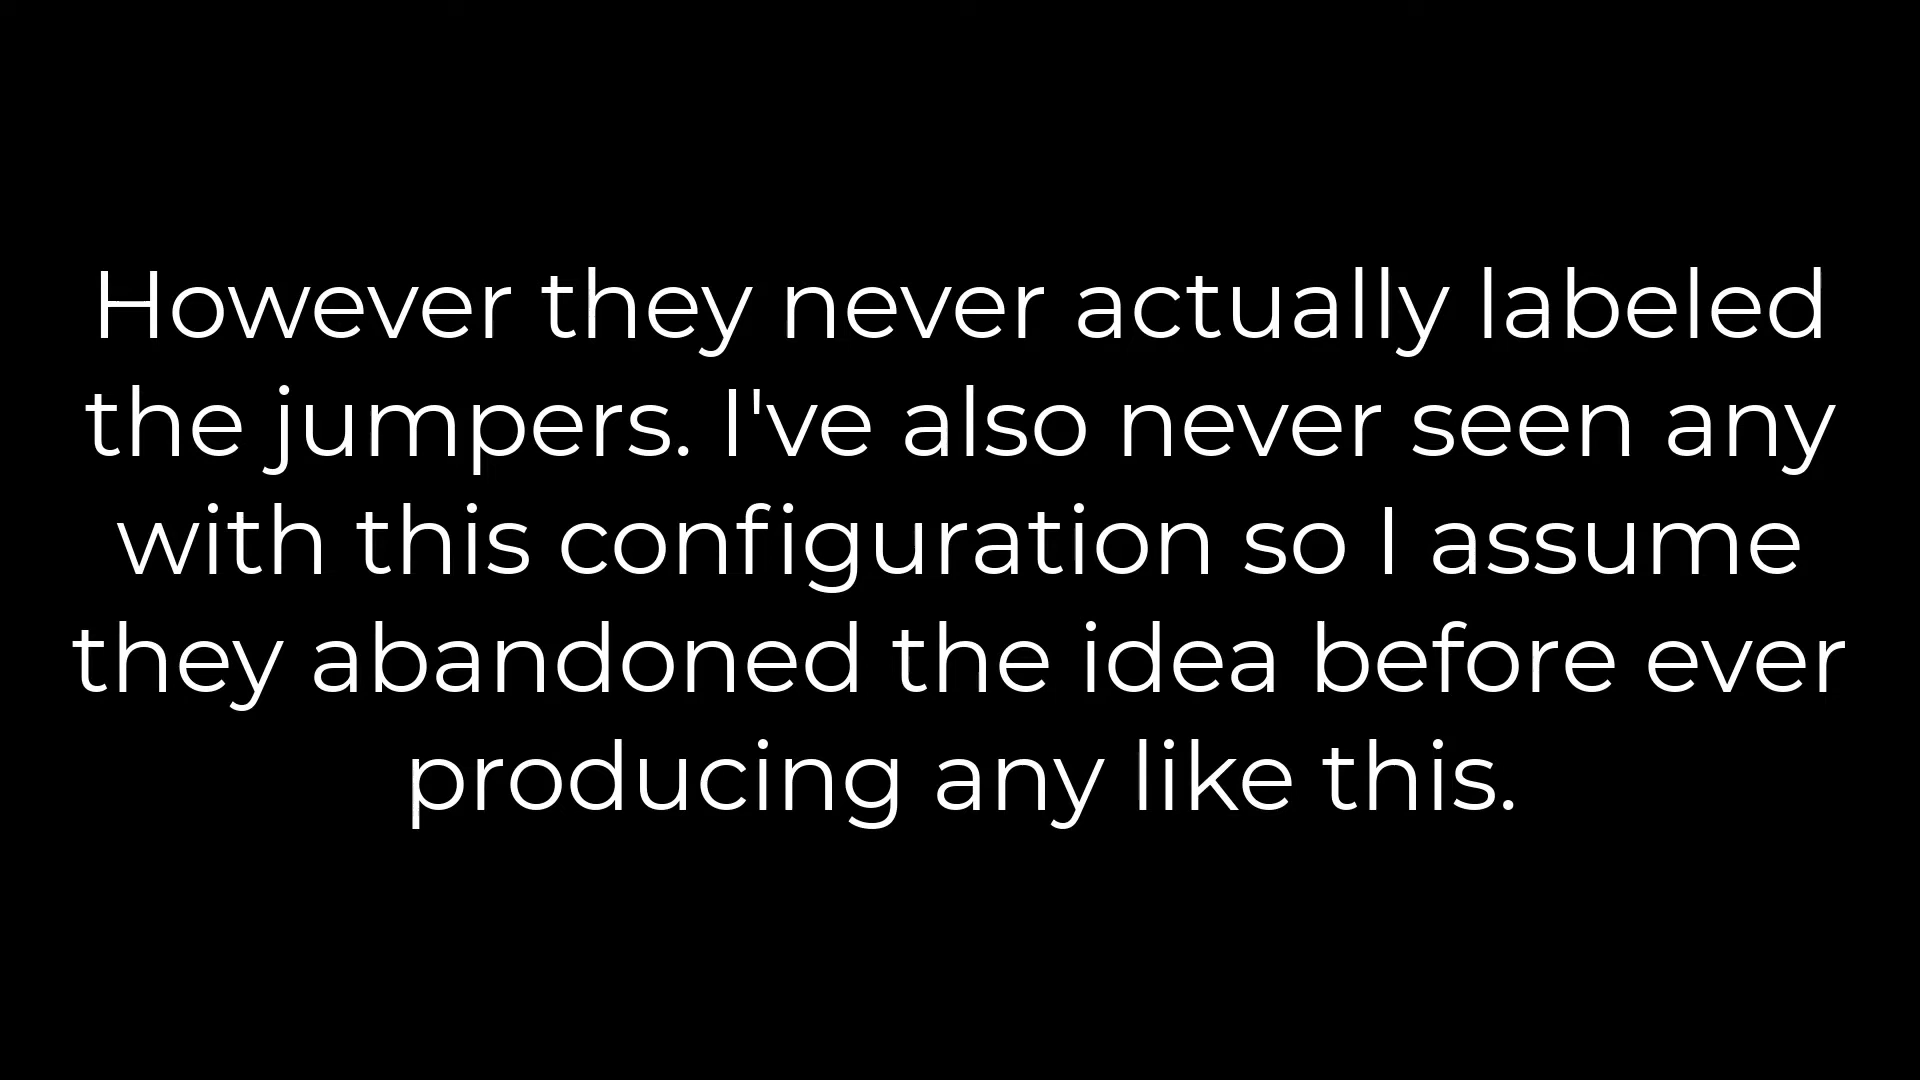 However they never actually labeled
the jumpers. I've also never seen any
with this configuration so I assume
they abandoned the idea before ever
producing any like this.